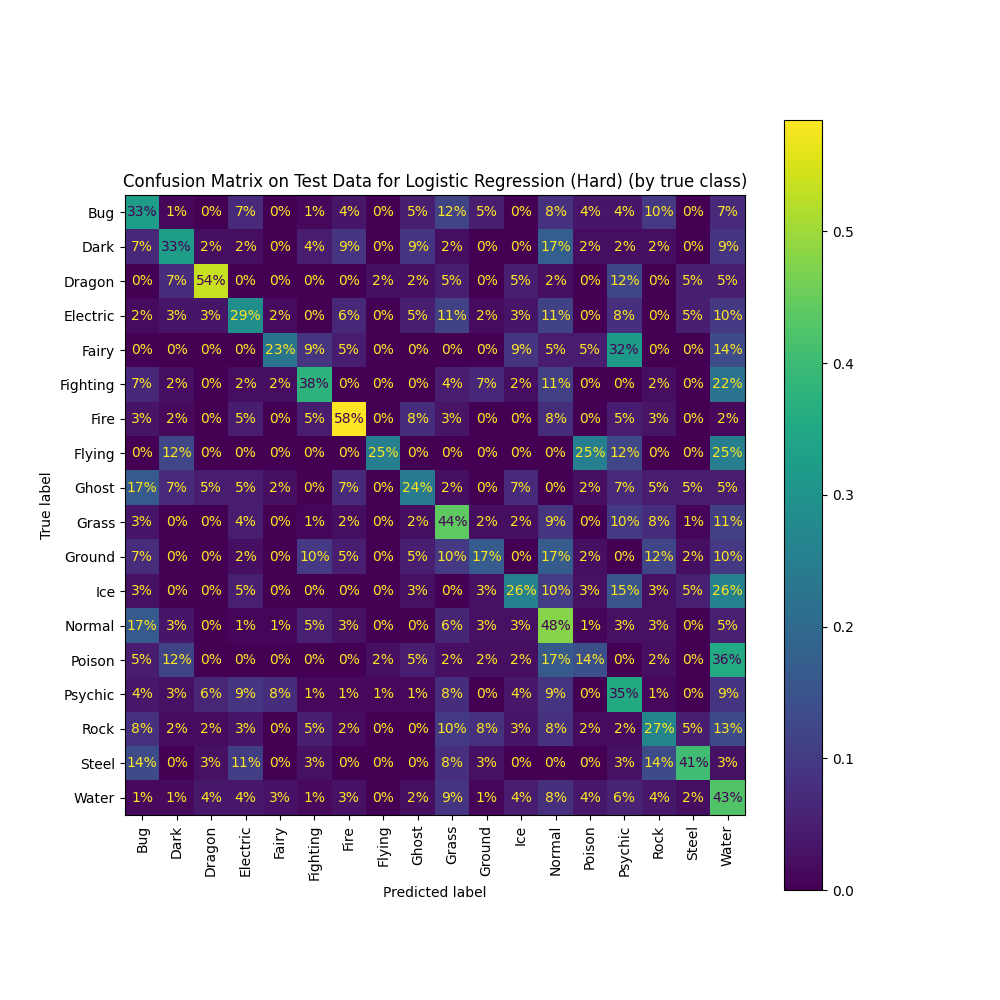 Confusion Matrix on Test Data for Logistic Regression (Hard) (by true class)
Bug 33% 1% 0% 7% 0% 1% 4% 0% 5% 12% 5% 0% 8% 4% 4% 10% 0% 7%
Dark 7% 33% 2% 2% 0% 4% 9% 0% 9% 2% 0% 0% 17% 2% 2% 2% 0% 9%
Dragon 0% 7% 54% 0% 0% 0% 0% 2% 2% 5% 0% 5% 2% 0% 12% 0% 5% 5%
Electric 2% 3% 3% 29% 2% 0% 6% 0% 5% 11% 2% 3% 11% 0% 8% 0% 5% 10%
Fairy 0% 0% 0% 0% 23% 9% 5% 0% 0% 0% 0% 9% 5% 5% 32% 0% 0% 14%
Fighting 7% 2% 0% 2% 2% 38% 0% 0% 0% 4% 7% 2% 11% 0% 0% 2% 0% 22%
Fire 3% 2% 0% 5% 0% 5% 58% 0% 8% 3% 0% 0% 8% 0% 5% 3% 0% 2%
Flying 0% 12% 0% 0% 0% 0% 0% 25% 0% 0% 0% 0% 0% 25% 12% 0% 0% 25%
Ghost 17% 7% 5% 5% 2% 0% 7% 0% 24% 2% 0% 7% 0% 2% 7% 5% 5% 5%
Grass 3% 0% 0% 4% 0% 1% 2% 0% 2% 44% 2% 2% 9% 0% 10% 8% 1% 11%
Ground 7% 0% 0% 2% 0% 10% 5% 0% 5% 10% 17% 0% 17% 2% 0% 12% 2% 10%
Ice 3% 0% 0% 5% 0% 0% 0% 0% 3% 0% 3% 26% 10% 3% 15% 3% 5% 26%
Normal 17% 3% 0% 1% 1% 5% 3% 0% 0% 6% 3% 3% 48% 1% 3% 3% 0% 5%
Poison 5% 12% 0% 0% 0% 0% 0% 2% 5% 2% 2% 2% 17% 14% 0% 2% 0% 36%
Psychic 4% 3% 6% 9% 8% 1% 1% 1% 1% 8% 0% 4% 9% 0% 35% 1% 0% 9%
Rock 8% 2% 2% 3% 0% 5% 2% 0% 0% 10% 8% 3% 8% 2% 2% 27% 5% 13%
Steel 14% 0% 3% 11% 0% 3% 0% 0% 0% 8% 3% 0% 0% 0% 3% 14% 41% 3%
Water 1% 1% 4% 4% 3% 1% 3% 0% 2% 9% 1% 4% 8% 4% 6% 4% 2% 43%
Bug Dark Dragon Electric Fairy Fighting Fire Flying Ghost Grass Ground Ice Normal Poison Psychic Rock Steel Water
Predicted label
True label
0.5
0.4
0.3
0.2
0.1
0.0